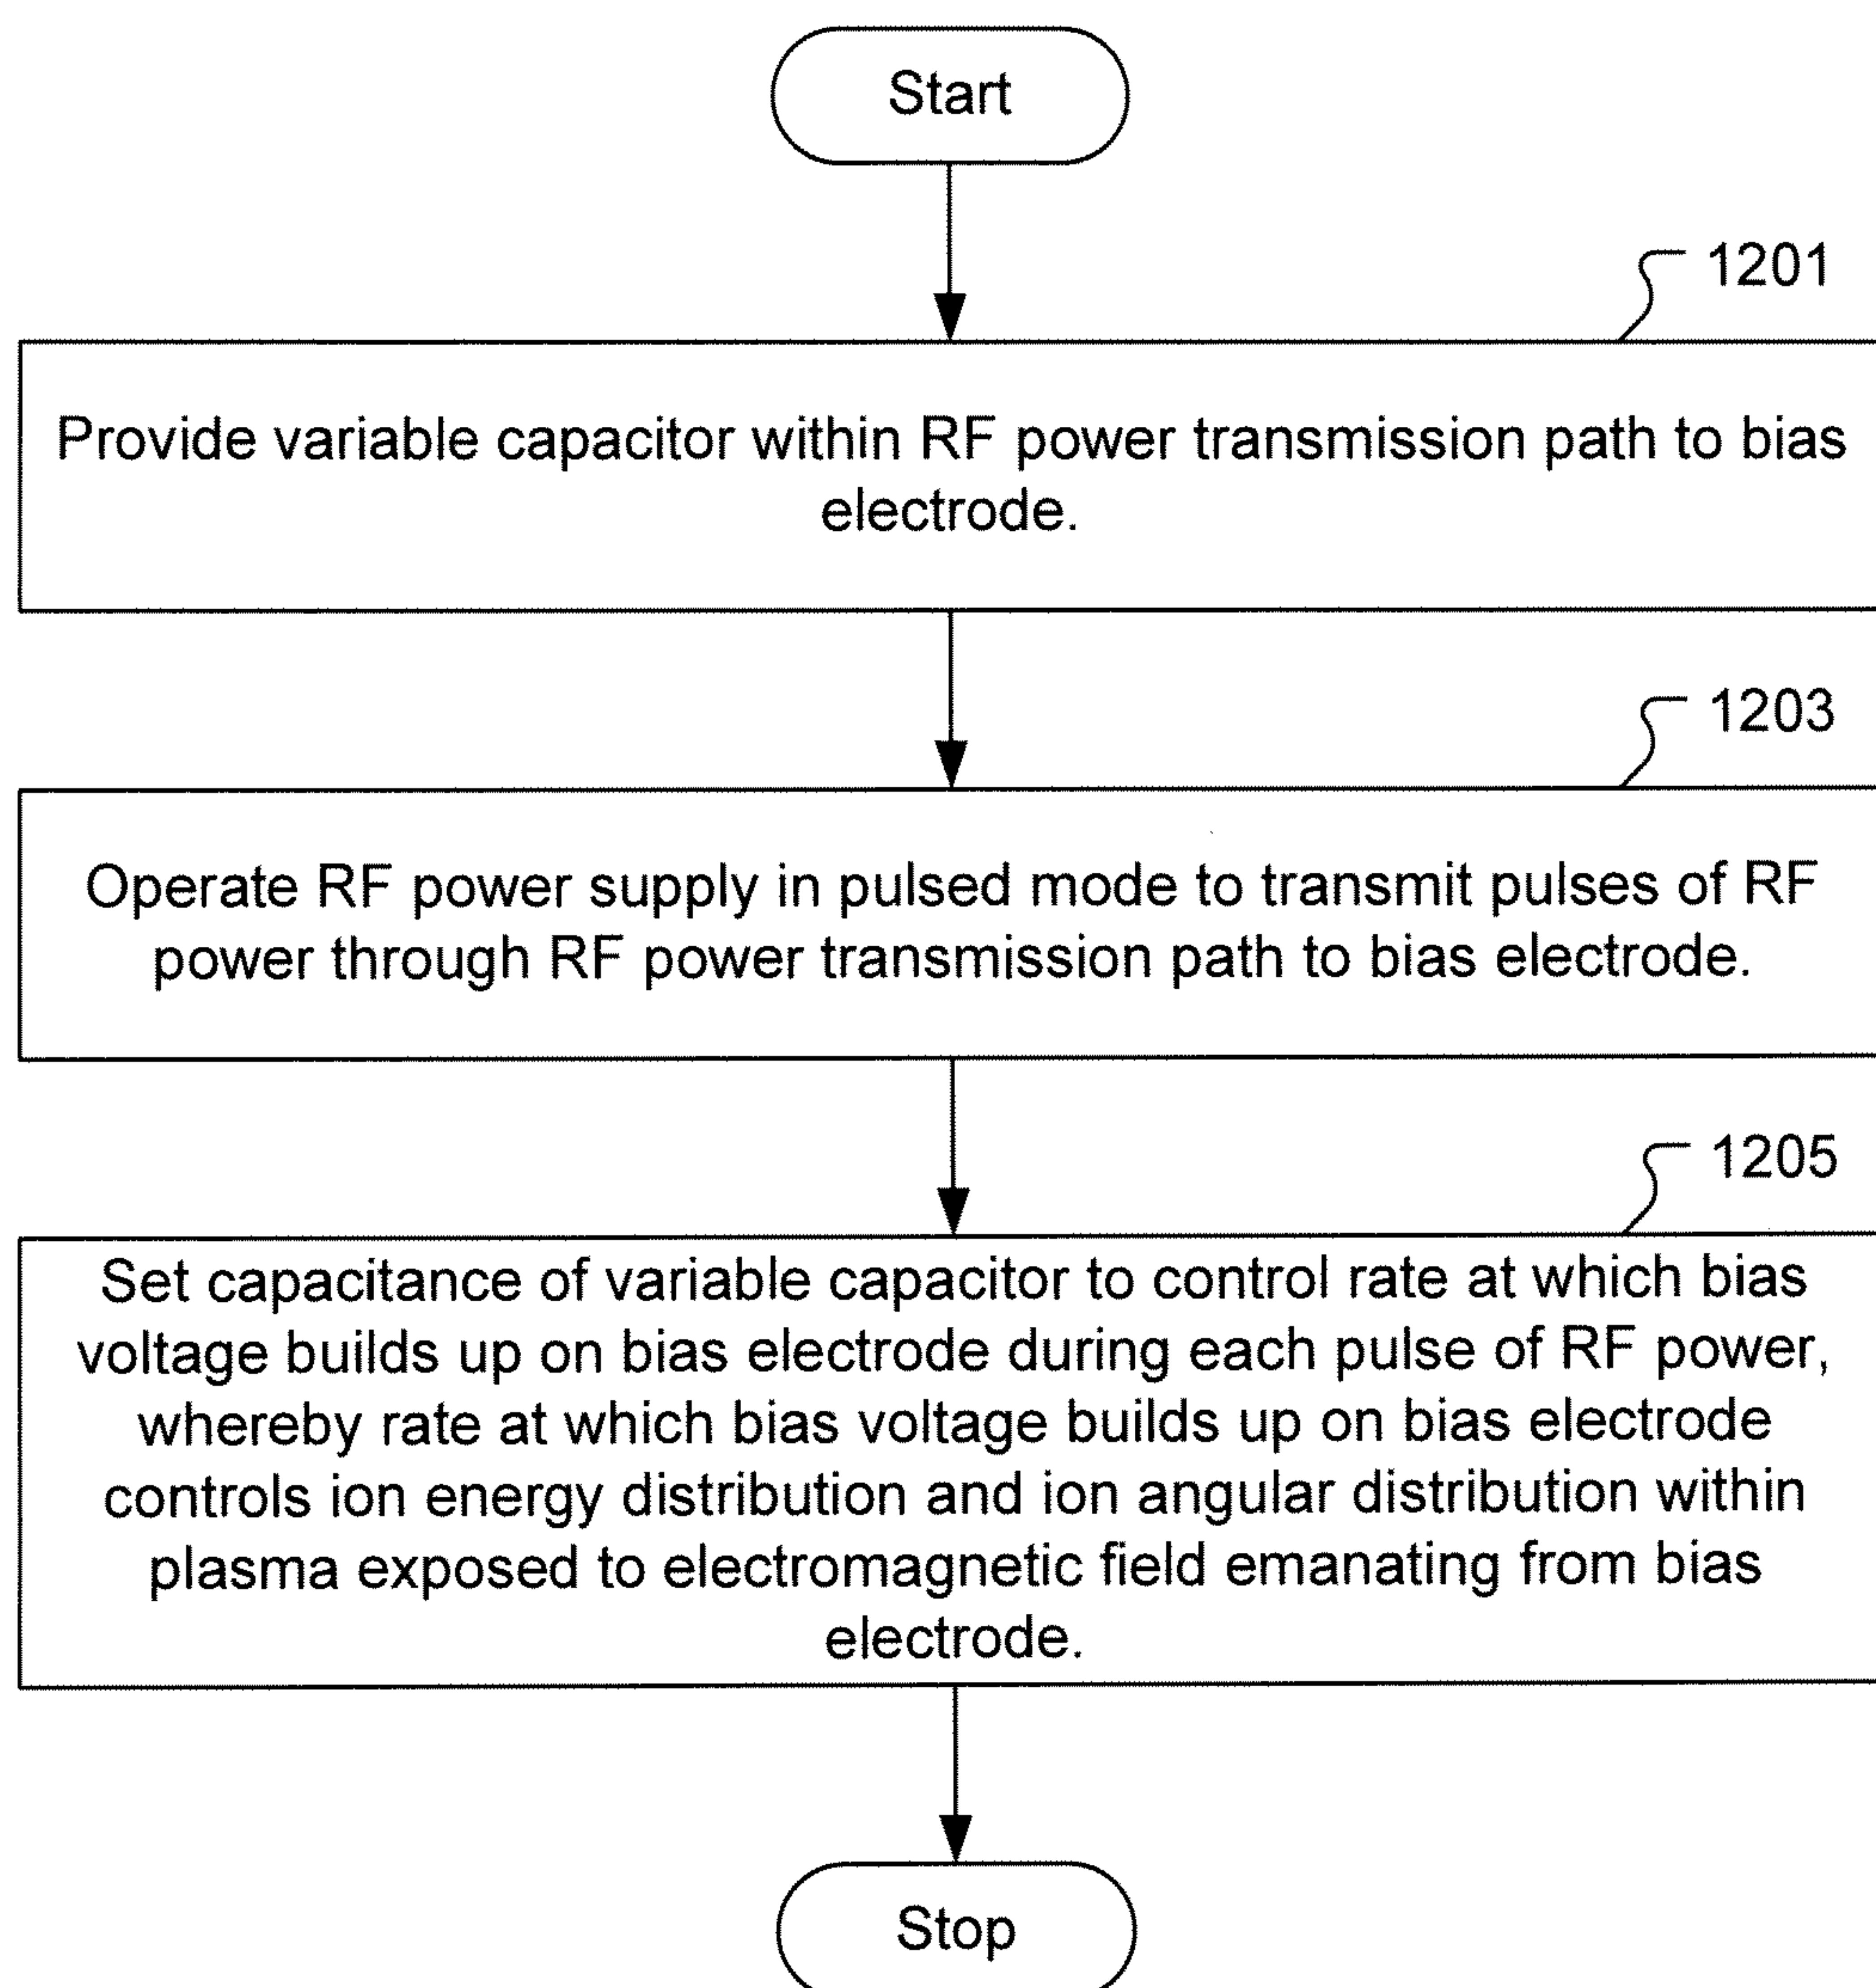 Start
1201
Provide variable capacitor within RF power transmission path to bias
electrode.
1203
Operate RF power supply in pulsed mode to transmit pulses of RF
power through RF power transmission path to bias electrode.
1205
Set capacitance of variable capacitor to control rate at which bias
voltage builds up on bias electrode during each pulse of RF power,
whereby rate at which bias voltage builds up on bias electrode
controls ion energy distribution and ion angular distribution within
plasma exposed to electromagnetic field emanating from bias
electrode.
Stop